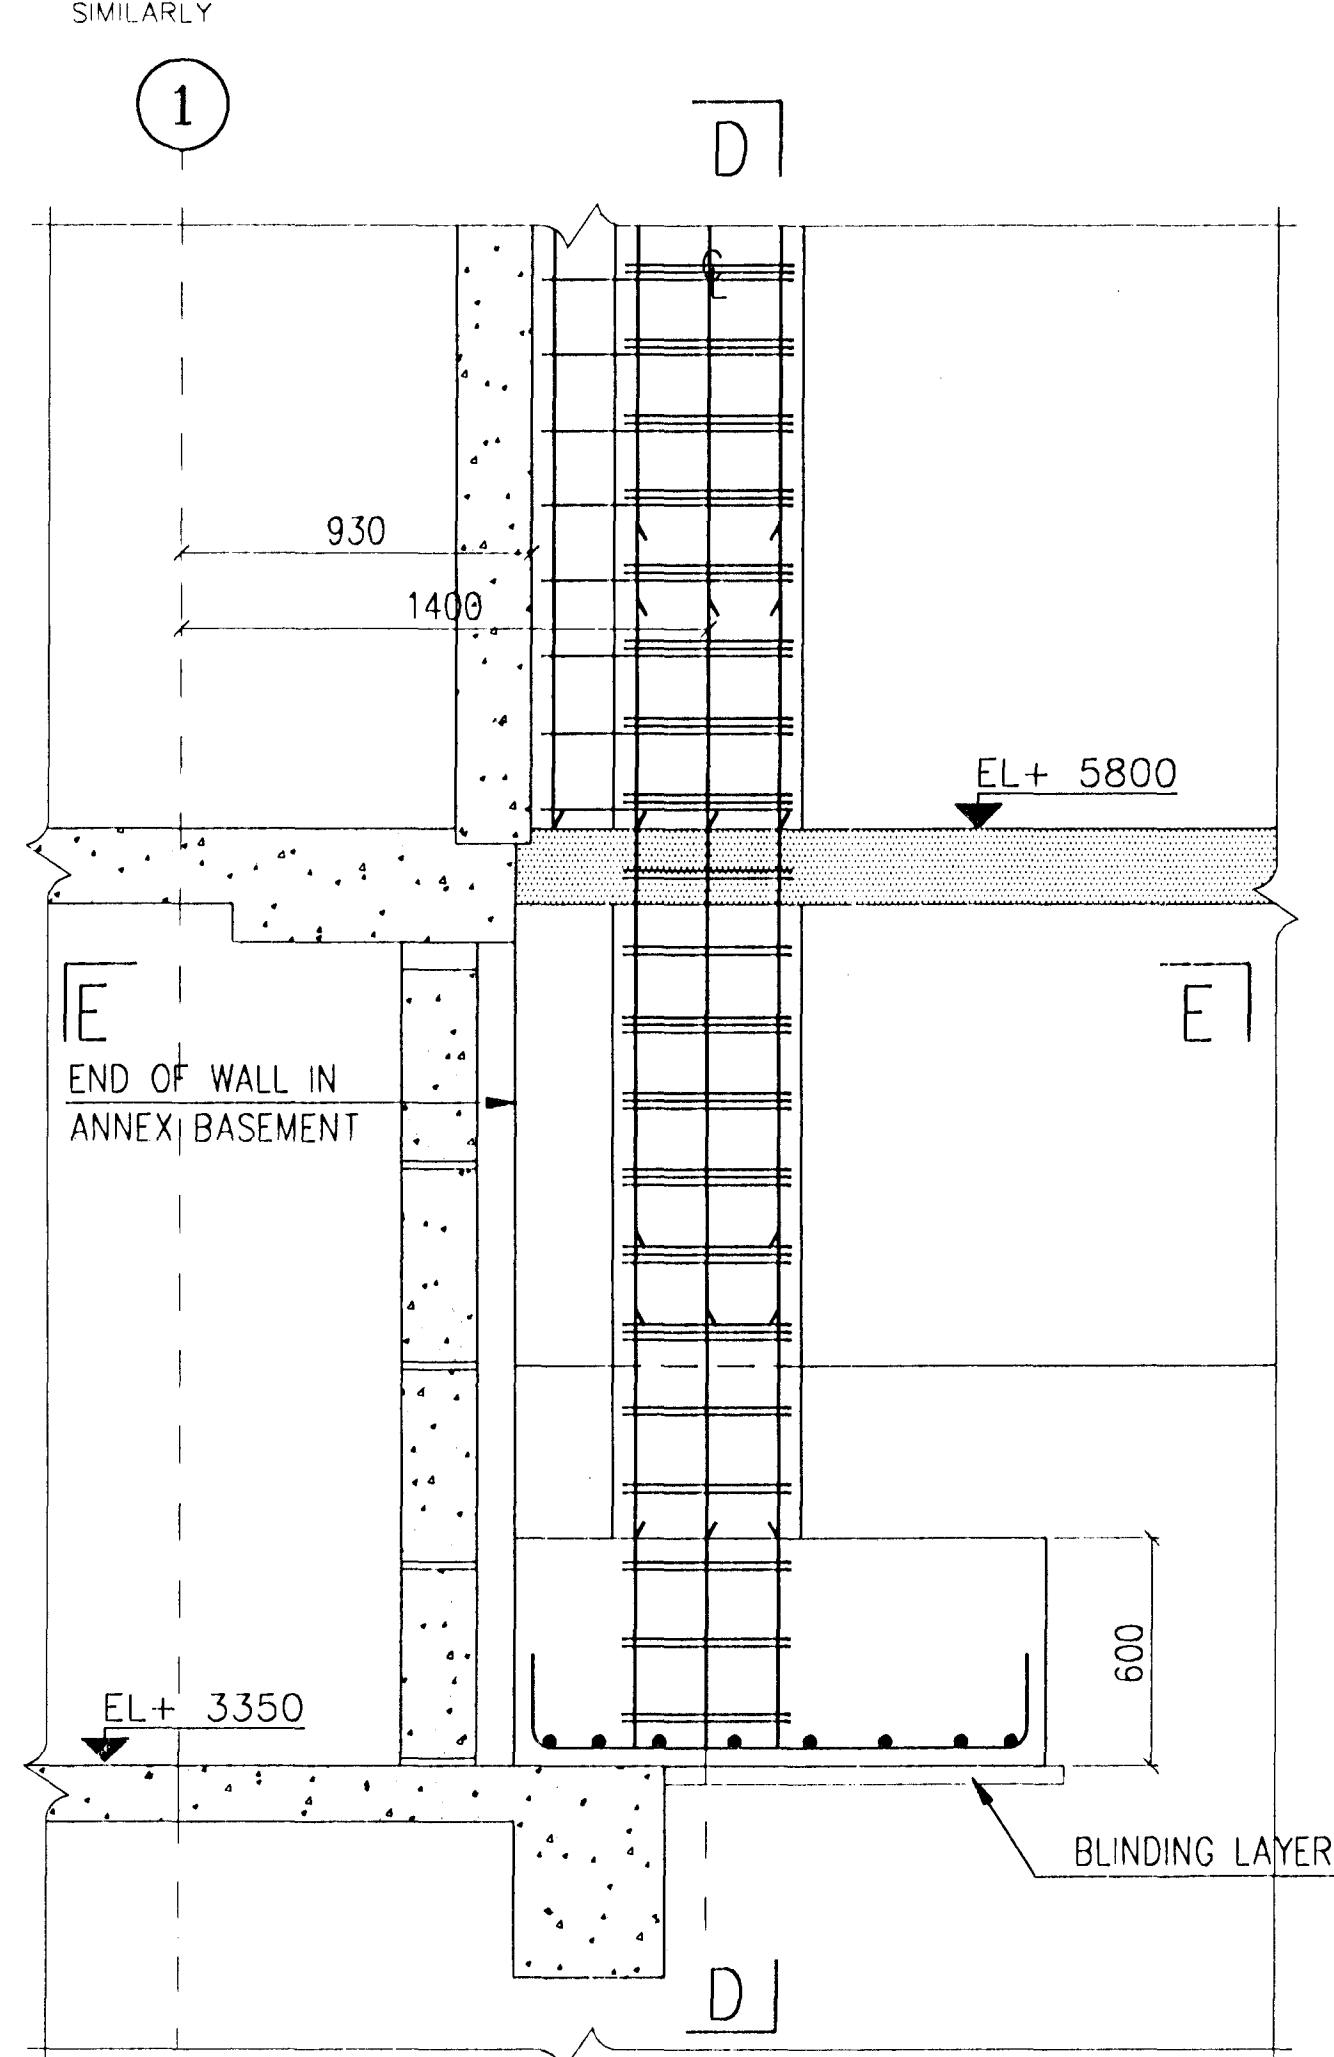 SIMILARLY
1
D
C
L
930
1400
EL+ 5800
E
E
END OF WALL IN
ANNEX BASEMENT
600
EL+ 3350
BLINDING LAYER
D